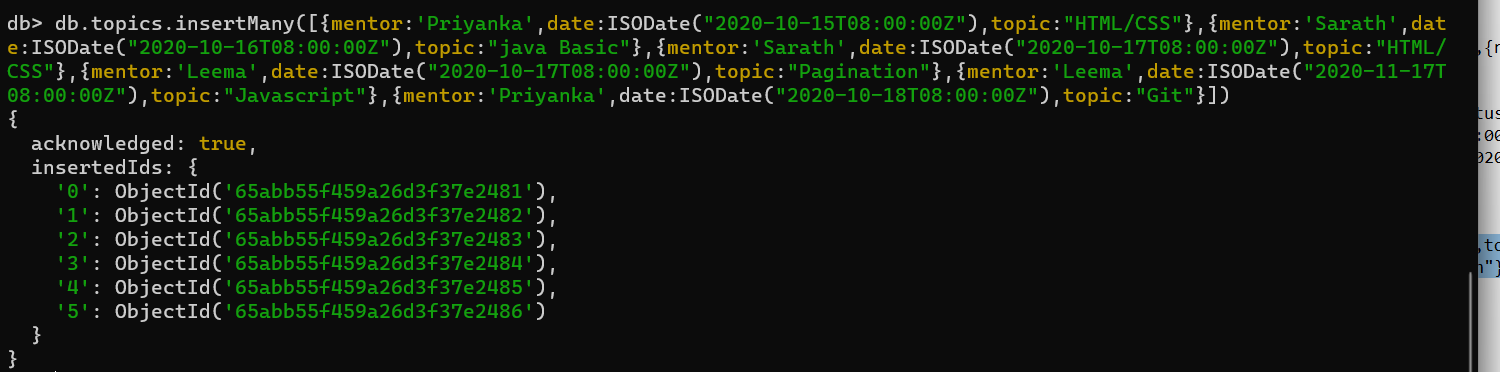 db> db.topics.insertMany([{mentor:'Priyanka',date:ISODate("2020-10-15T08:00:00Z"),topic:"HTML/CSS"},{mentor:'Sarath',dat
e:ISODate("2020-10-16T08:00:00Z"),topic:"java Basic"},{mentor:'Sarath',date:ISODate("2020-10-17T08:00:00Z"),topic:"HTML/
CSS"},{mentor:'Leema',date:ISODate("2020-10-17T08:00:00Z"),topic:"Pagination"},{mentor:'Leema',date:ISODate("2020-11-17T
08:00:00Z"),topic:"Javascript"},{mentor:'Priyanka',date:ISODate("2020-10-18T08:00:00Z"),topic:"Git"}])
{
  acknowledged: true,
  insertedIds: {
    '0': ObjectId('65abb55f459a26d3f37e2481'),
    '1': ObjectId('65abb55f459a26d3f37e2482'),
    '2': ObjectId('65abb55f459a26d3f37e2483'),
    '3': ObjectId('65abb55f459a26d3f37e2484'),
    '4': ObjectId('65abb55f459a26d3f37e2485'),
    '5': ObjectId('65abb55f459a26d3f37e2486')
  }
}